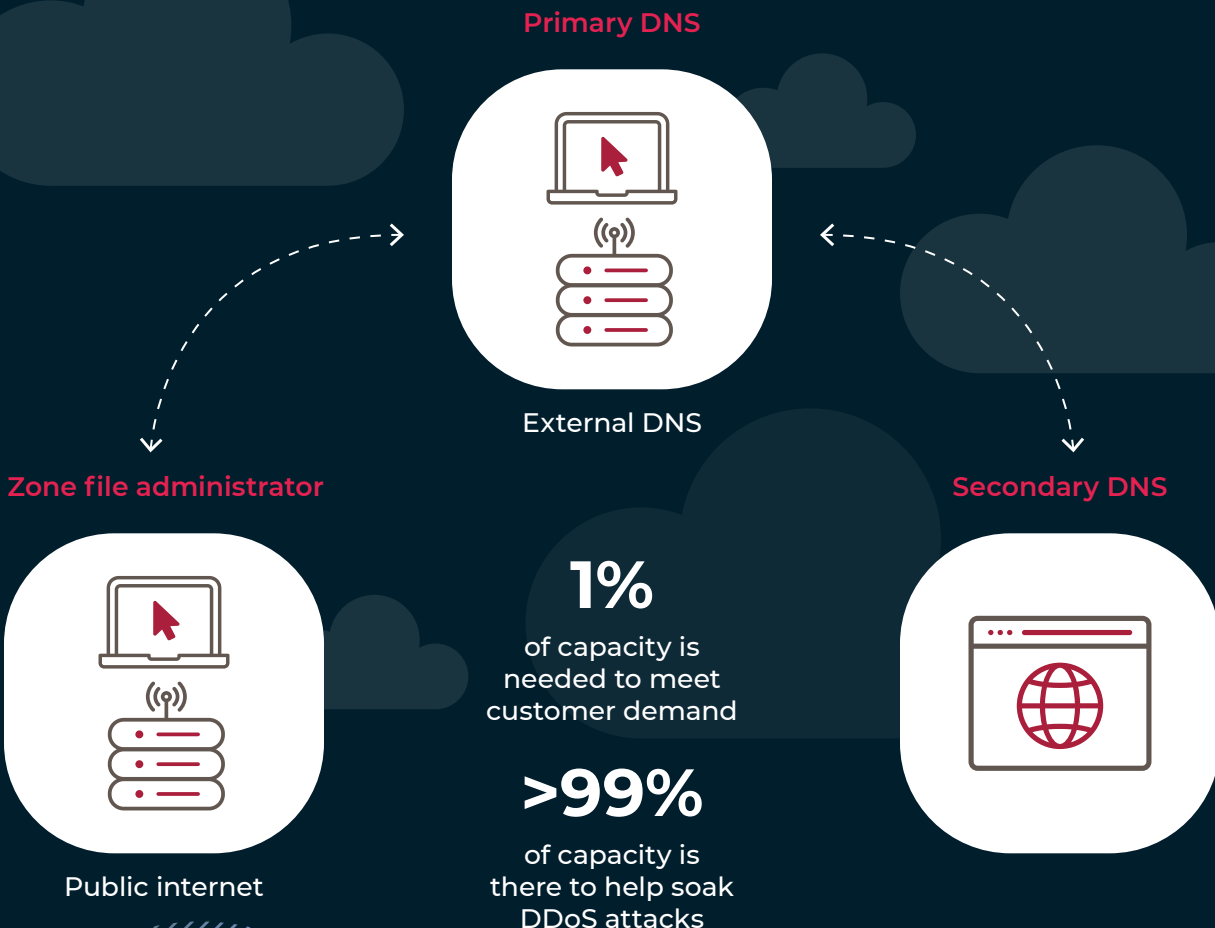 Primary DNS
External DNS
Zone file administrator
Public internet
1%
of capacity is
needed to meet
customer demand
>99%
of capacity is
there to help soak
DDoS attacks
Secondary DNS